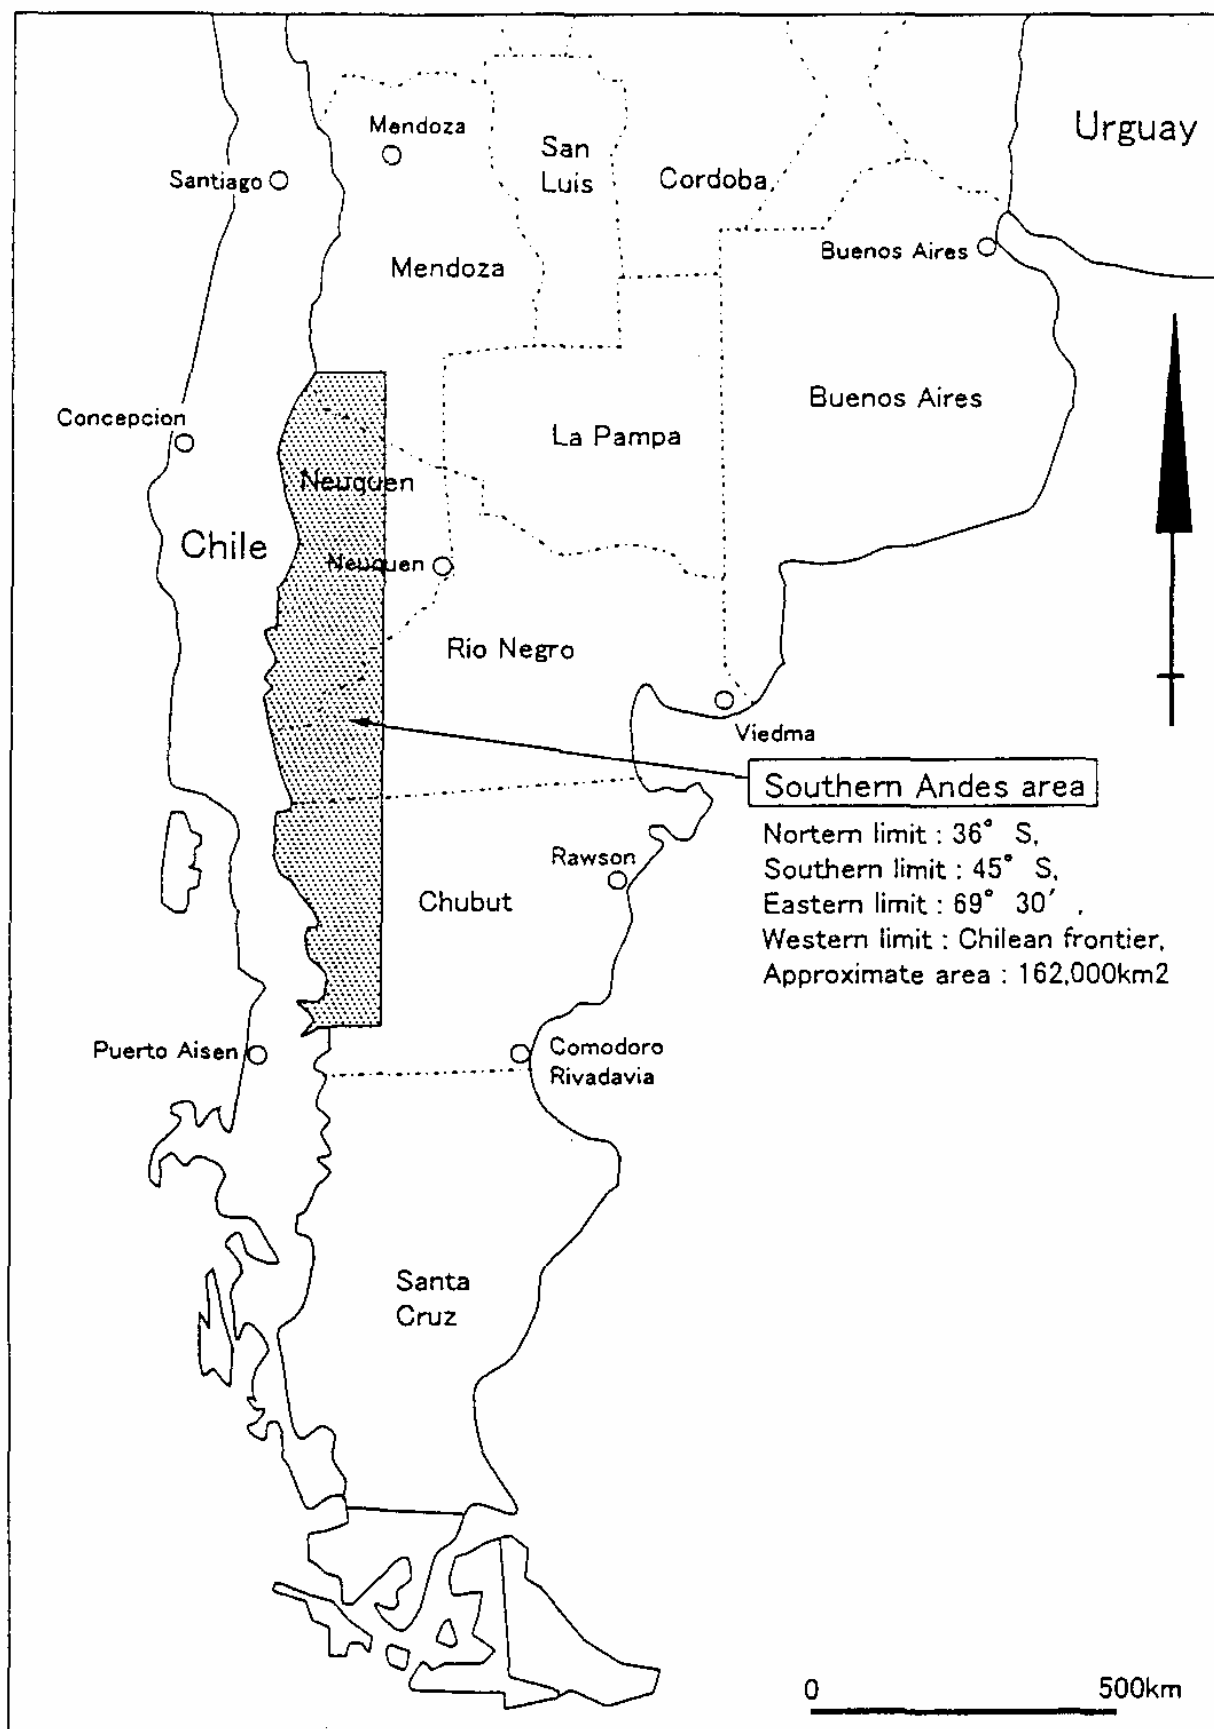 Urguay
Mendoza
San
Luis
Cordoba
Santiago
Buenos Aires
Mendoza
Buenos Aires
Concepcion
La Pampa
Neuquen
Chile
Neuquen
Rio Negro
Viedma
Southern Andes area
Nortern limit : 36° S,
Southern limit : 45° S,
Eastern limit : 69° 30′ ,
Western limit : Chilean frontier,
Approximate area : 162,000km2
Rawson
Chubut
Puerto Aisen
Comodoro
Rivadavia
Santa
Cruz
0 500km